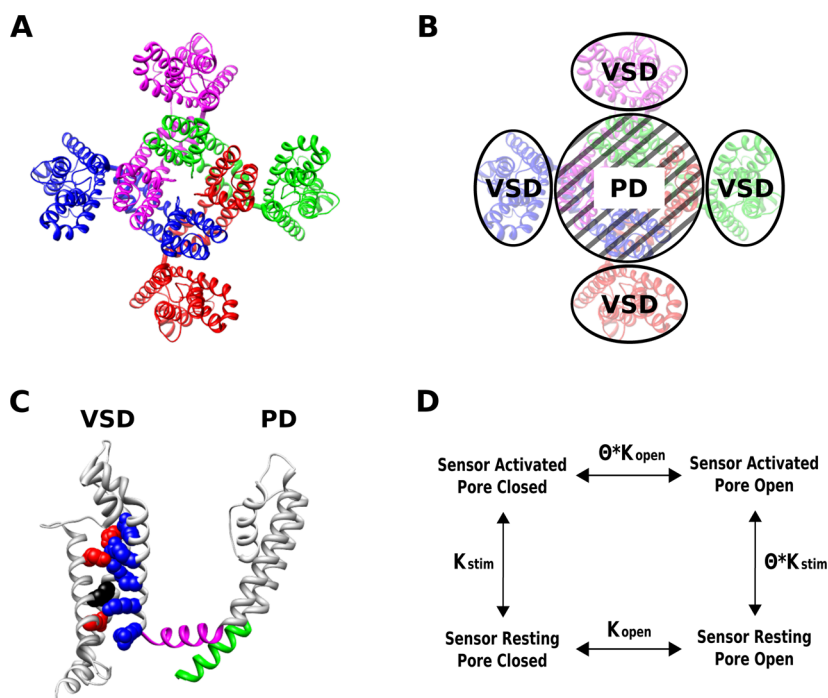 A
B
VSD
VSD
PD
VSD
VSD
C
VSD
PD
D
Θ*Kopen
Sensor Activated
Pore Closed
Sensor Activated
Pore Open
Kstim
Θ*Kstim
Kopen
Sensor Resting
Pore Closed
Sensor Resting
Pore Open